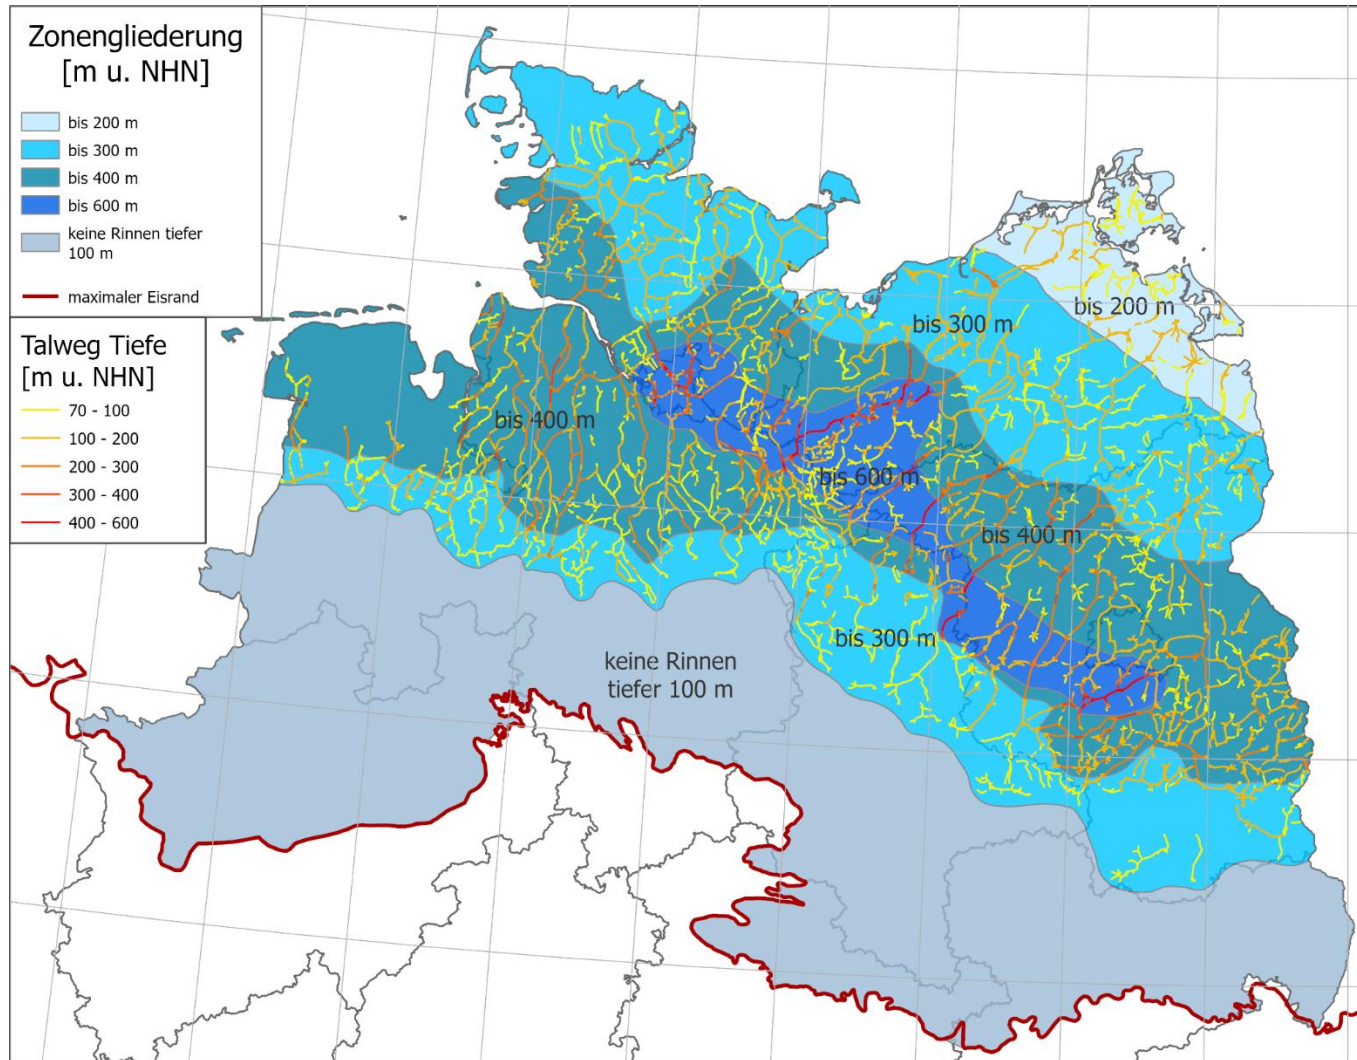 Zonengliederung
[m u. NHN]
bis 200 m
bis 300 m
bis 400 m
bis 600 m
keine Rinnen tiefer
100 m
maximaler Eisrand
Talweg Tiefe
[m u. NHN]
70 - 100
100 - 200
200 - 300
300 - 400
400 - 600
bis 200 m
bis 300 m
bis 400 m
bis 600 m
bis 400 m
bis 300 m
keine Rinnen
tiefer 100 m